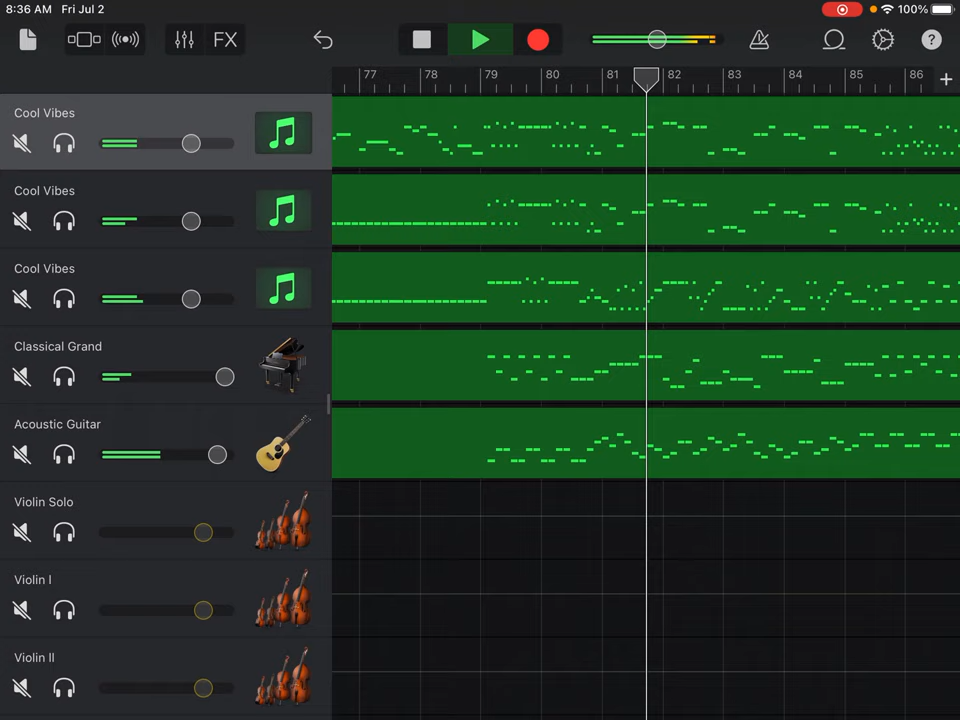 8:36 AM Fri Jul 2 100%
FX ?
77 78 79 80 81 82 83 84 85 86 +
Cool Vibes
Cool Vibes
Cool Vibes
Classical Grand
Acoustic Guitar
Violin Solo
Violin I
Violin II